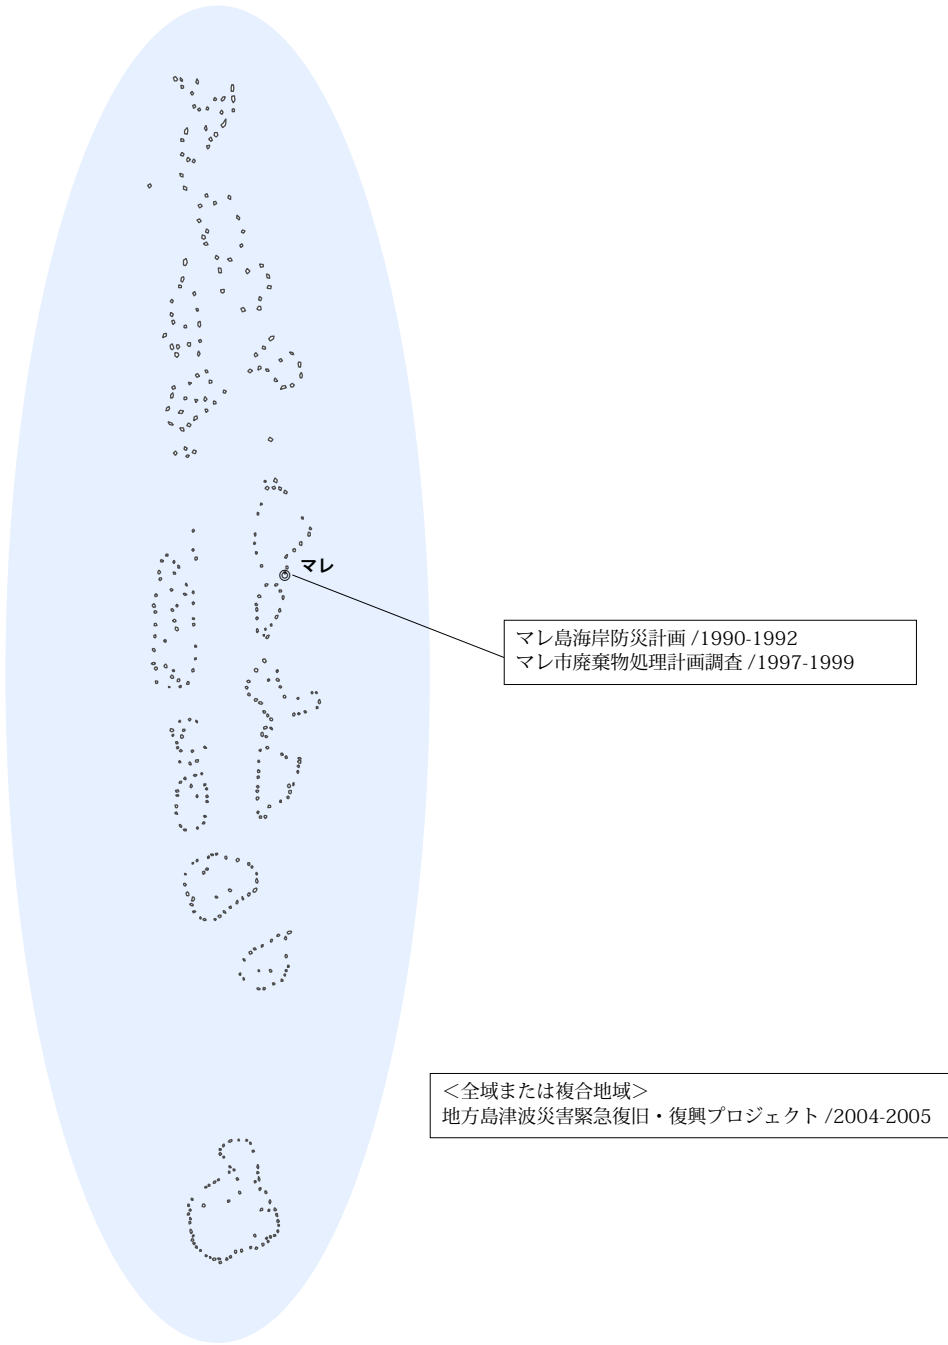 マレ
マレ島海岸防災計画 /1990-1992
マレ市廃棄物処理計画調査 /1997-1999
＜全域または複合地域＞
地方島津波災害緊急復旧・復興プロジェクト /2004-2005